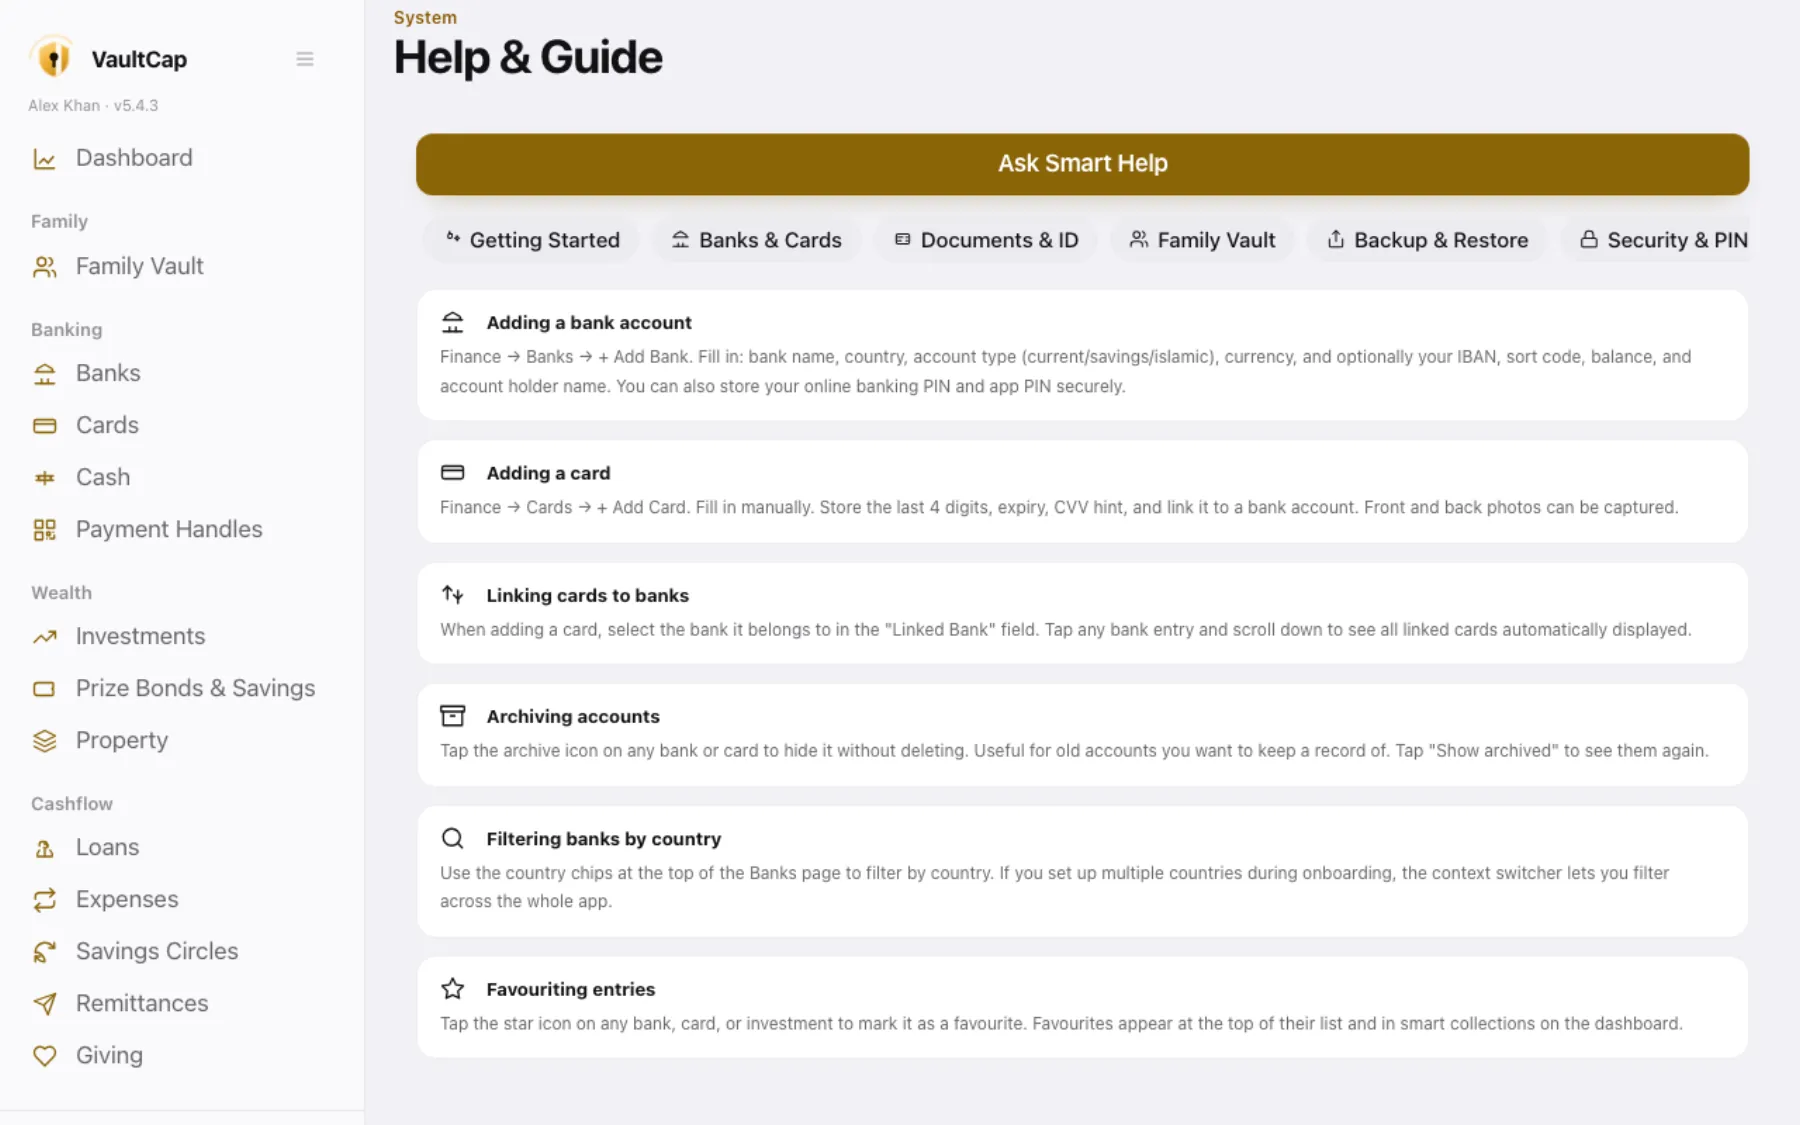 VaultCap
Alex Khan · v5.4.3
Dashboard
Family
Family Vault
Banking
Banks
Cards
Cash
Payment Handles
Wealth
Investments
Prize Bonds & Savings
Property
Cashflow
Loans
Expenses
Savings Circles
Remittances
Giving
System
Help & Guide
Ask Smart Help
Getting Started
Banks & Cards
Documents & ID
Family Vault
Backup & Restore
Security & PIN
Adding a bank account
Finance → Banks → + Add Bank. Fill in: bank name, country, account type (current/savings/islamic), currency, and optionally your IBAN, sort code, balance, and
account holder name. You can also store your online banking PIN and app PIN securely.
Adding a card
Finance → Cards → + Add Card. Fill in manually. Store the last 4 digits, expiry, CVV hint, and link it to a bank account. Front and back photos can be captured.
Linking cards to banks
When adding a card, select the bank it belongs to in the "Linked Bank" field. Tap any bank entry and scroll down to see all linked cards automatically displayed.
Archiving accounts
Tap the archive icon on any bank or card to hide it without deleting. Useful for old accounts you want to keep a record of. Tap "Show archived" to see them again.
Filtering banks by country
Use the country chips at the top of the Banks page to filter by country. If you set up multiple countries during onboarding, the context switcher lets you filter
across the whole app.
Favouriting entries
Tap the star icon on any bank, card, or investment to mark it as a favourite. Favourites appear at the top of their list and in smart collections on the dashboard.